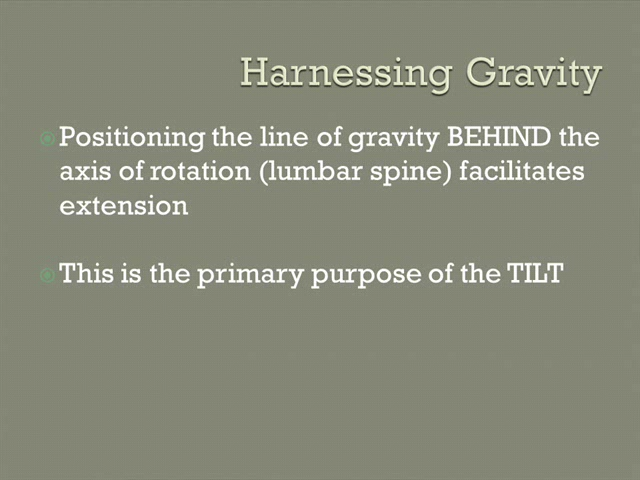 Harnessing Gravity
Positioning the line of gravity BEHIND the
axis of rotation (lumbar spine) facilitates
extension
This is the primary purpose of the TILT